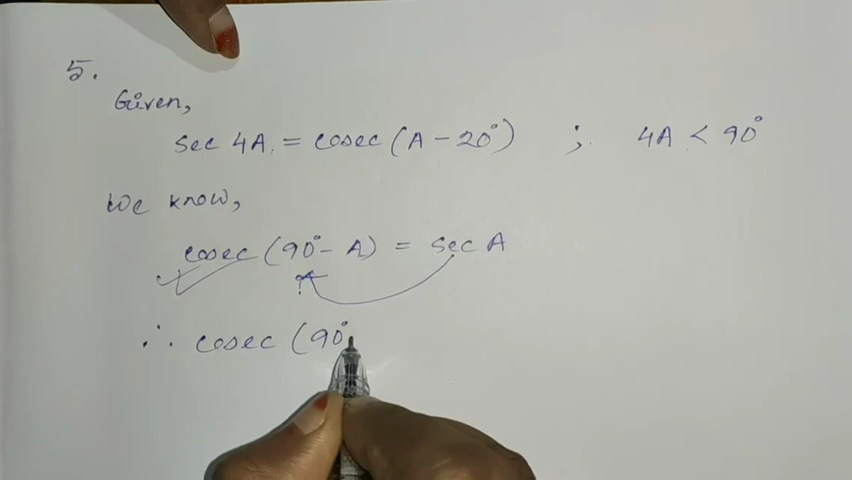 5.
Given,
sec 4A = cosec (A - 20°) ; 4A < 90°
We know,
cosec (90° - A) = sec A
∴ cosec (90°